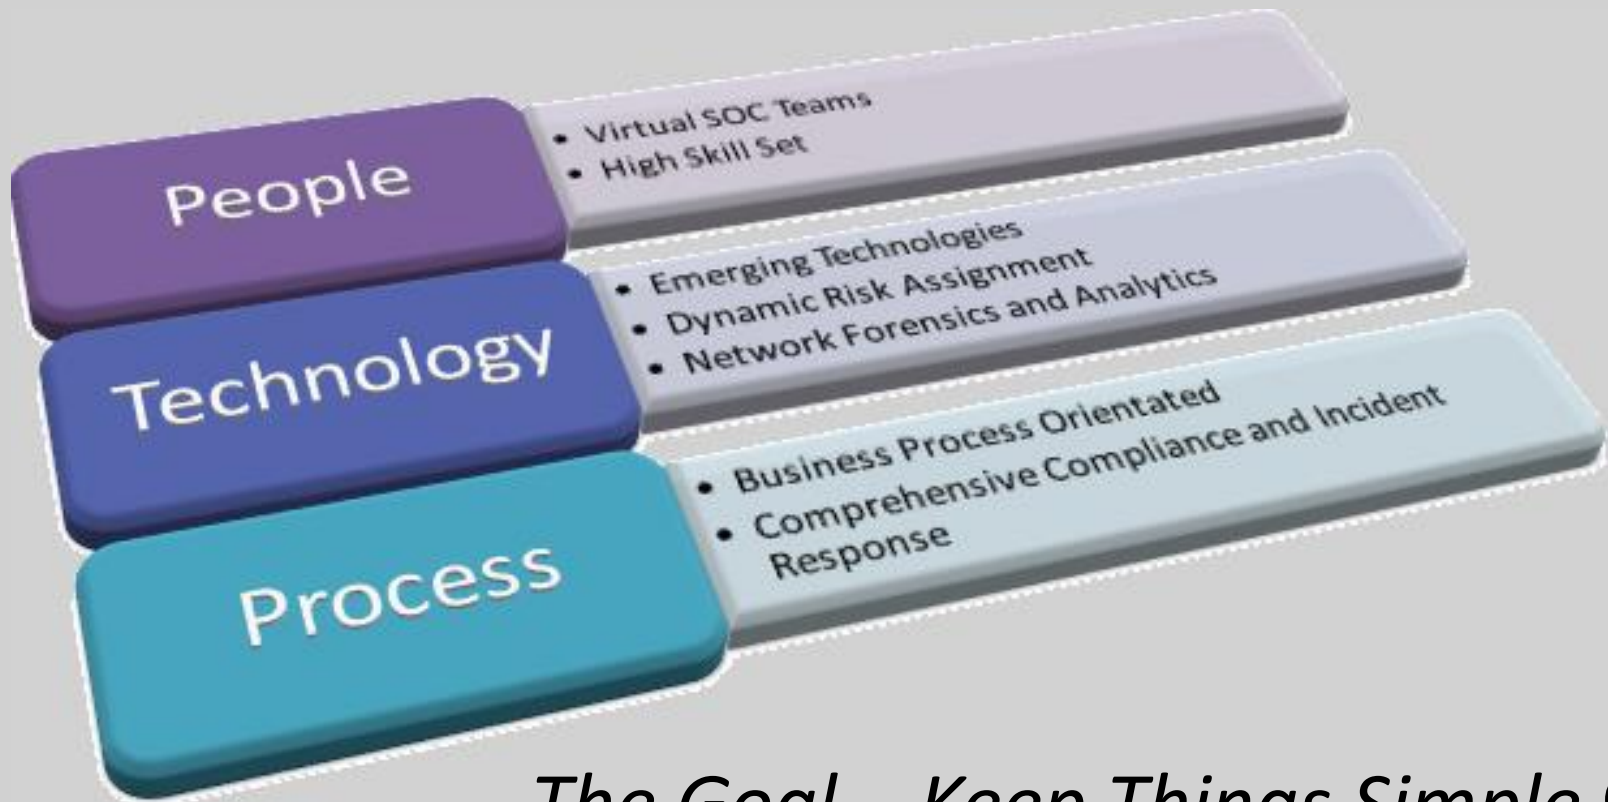 People
• Virtual SOC Teams
• High Skill Set
Technology
• Emerging Technologies
• Dynamic Risk Assignment
• Network Forensics and Analytics
Process
• Business Process Orientated
• Comprehensive Compliance and Incident
Response
The Goal Keep Things Simple